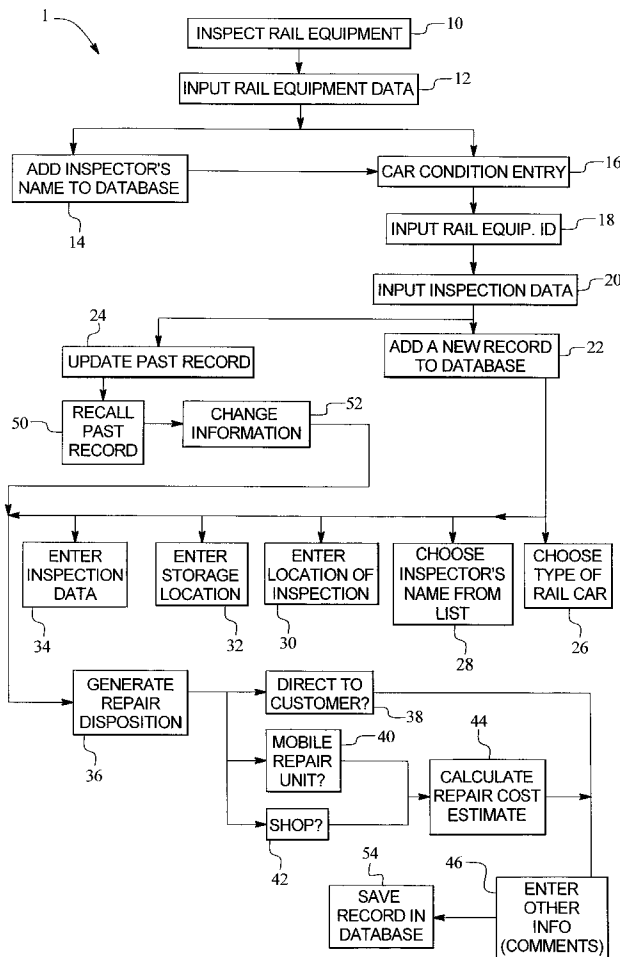 1
INSPECT RAIL EQUIPMENT
10
INPUT RAIL EQUIPMENT DATA
12
ADD INSPECTOR'S
NAME TO DATABASE
14
CAR CONDITION ENTRY
16
INPUT RAIL EQUIP. ID
18
INPUT INSPECTION DATA
20
24
UPDATE PAST RECORD
ADD A NEW RECORD
TO DATABASE
22
50
RECALL
PAST
RECORD
CHANGE
INFORMATION
52
ENTER
INSPECTION
DATA
34
ENTER
STORAGE
LOCATION
32
ENTER
LOCATION OF
INSPECTION
30
CHOOSE
INSPECTOR'S
NAME FROM
LIST
28
CHOOSE
TYPE OF
RAIL CAR
26
GENERATE
REPAIR
DISPOSITION
36
DIRECT TO
CUSTOMER?
38
40
MOBILE
REPAIR
UNIT?
SHOP?
42
44
CALCULATE
REPAIR COST
ESTIMATE
46
ENTER
OTHER
INFO
(COMMENTS)
54
SAVE
RECORD IN
DATABASE